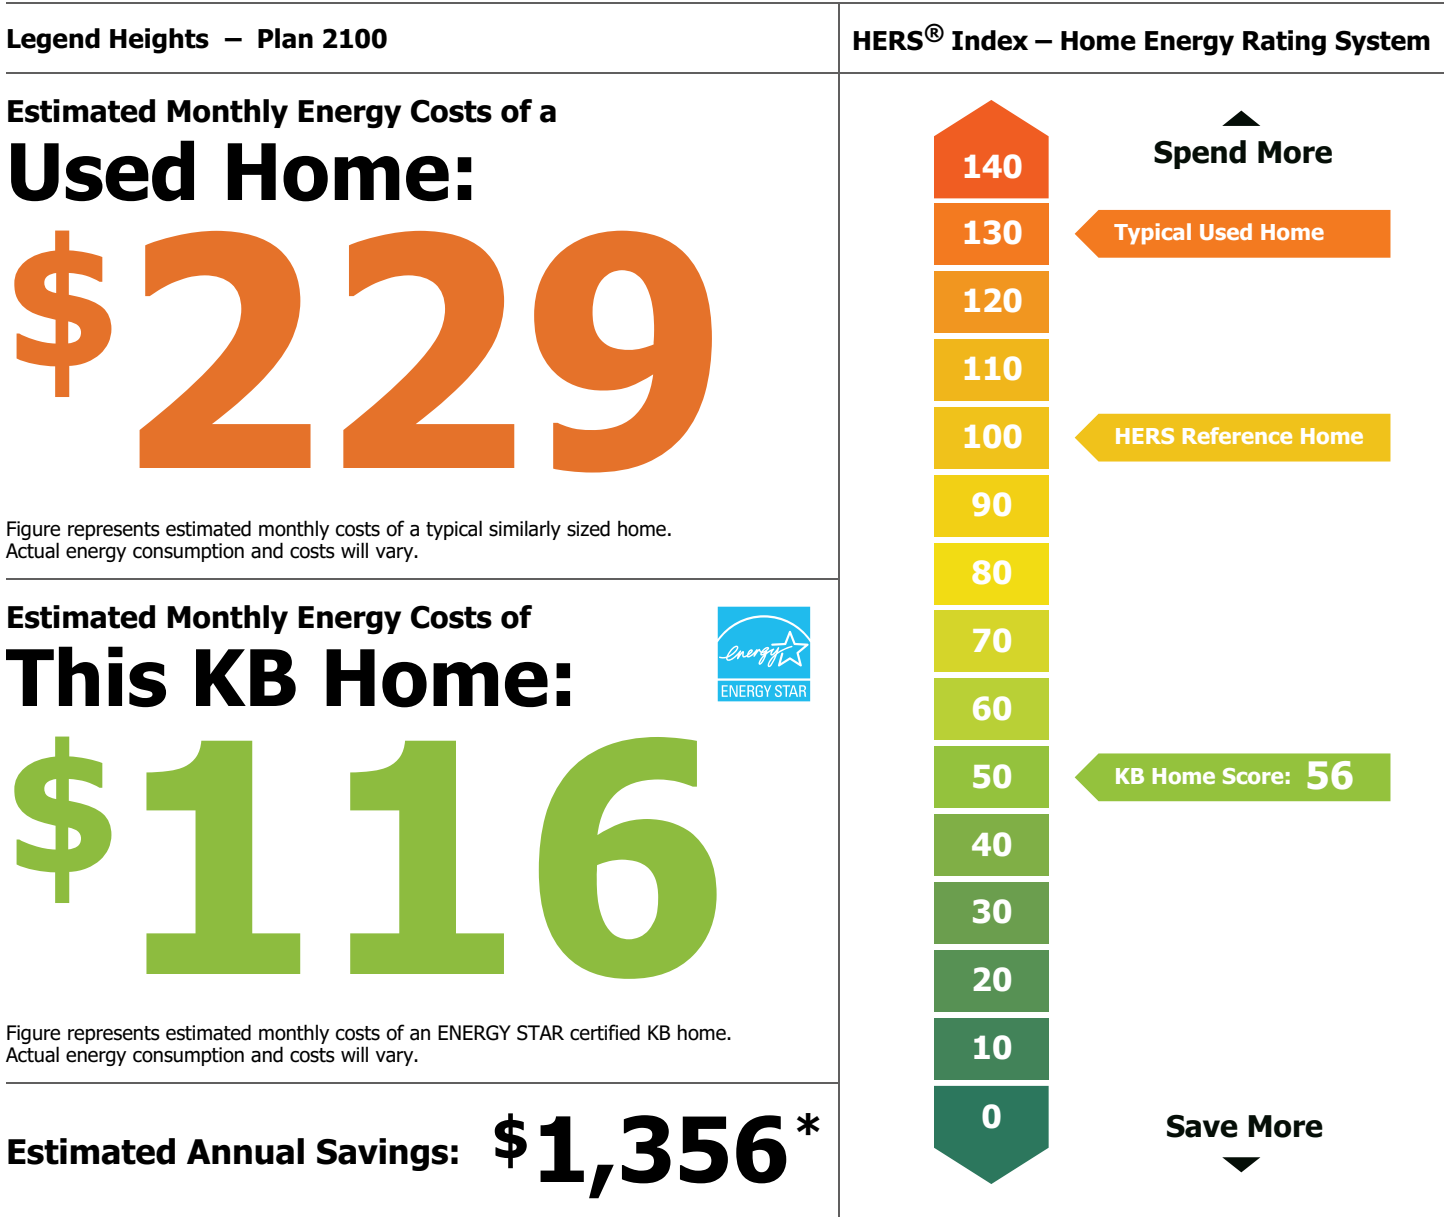 Legend Heights – Plan 2100
Estimated Monthly Energy Costs of a
Used Home:
$229
Figure represents estimated monthly costs of a typical similarly sized home.
Actual energy consumption and costs will vary.
Estimated Monthly Energy Costs of
This KB Home:
energy
ENERGY STAR
$116
Figure represents estimated monthly costs of an ENERGY STAR certified KB home.
Actual energy consumption and costs will vary.
Estimated Annual Savings: $1,356*
HERS® Index – Home Energy Rating System
Spend More
140
130 Typical Used Home
120
110
100 HERS Reference Home
90
80
70
60
50 KB Home Score: 56
40
30
20
10
0
Save More